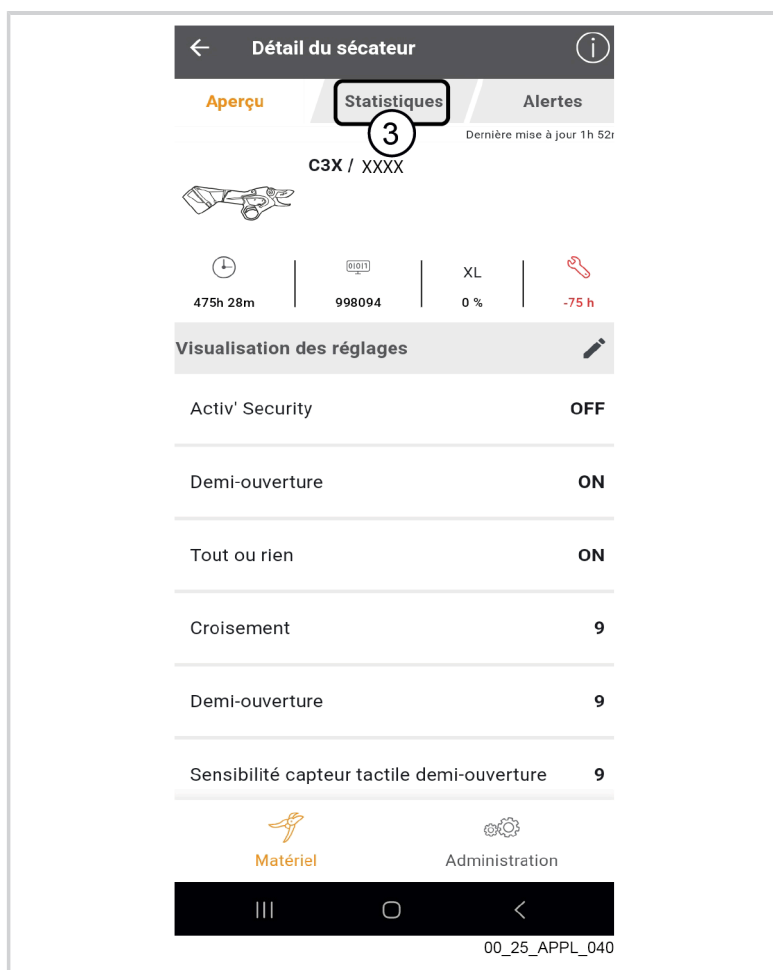 Détail du sécateur
Aperçu Statistiques Alertes
3
Dernière mise à jour 1h 52
C3X / XXXX
01011
XL
475h 28m 998094 0 % -75 h
Visualisation des réglages
Activ' Security OFF
Demi-ouverture ON
Tout ou rien ON
Croisement 9
Demi-ouverture 9
Sensibilité capteur tactile demi-ouverture 9
Matériel Administration
00_25_APPL_040